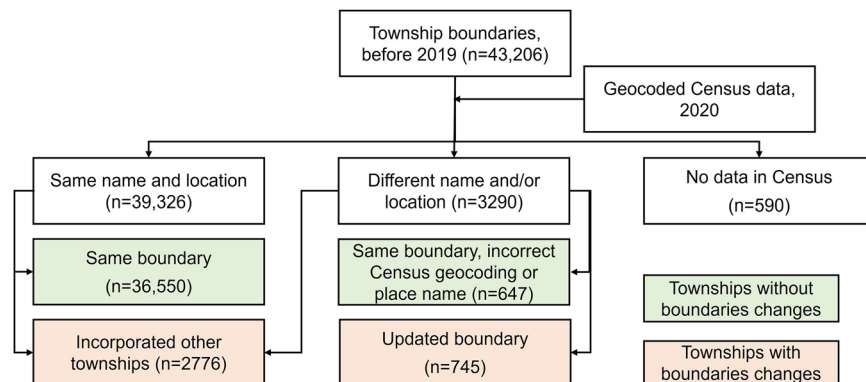 Township boundaries,
before 2019 (n=43,206)
Geocoded Census data,
2020
Same name and location
(n=39,326)
Different name and/or
location (n=3290)
No data in Census
(n=590)
Same boundary
(n=36,550)
Same boundary, incorrect
Census geocoding or
place name (n=647)
Townships without
boundaries changes
Incorporated other
townships (n=2776)
Updated boundary
(n=745)
Townships with
boundaries changes